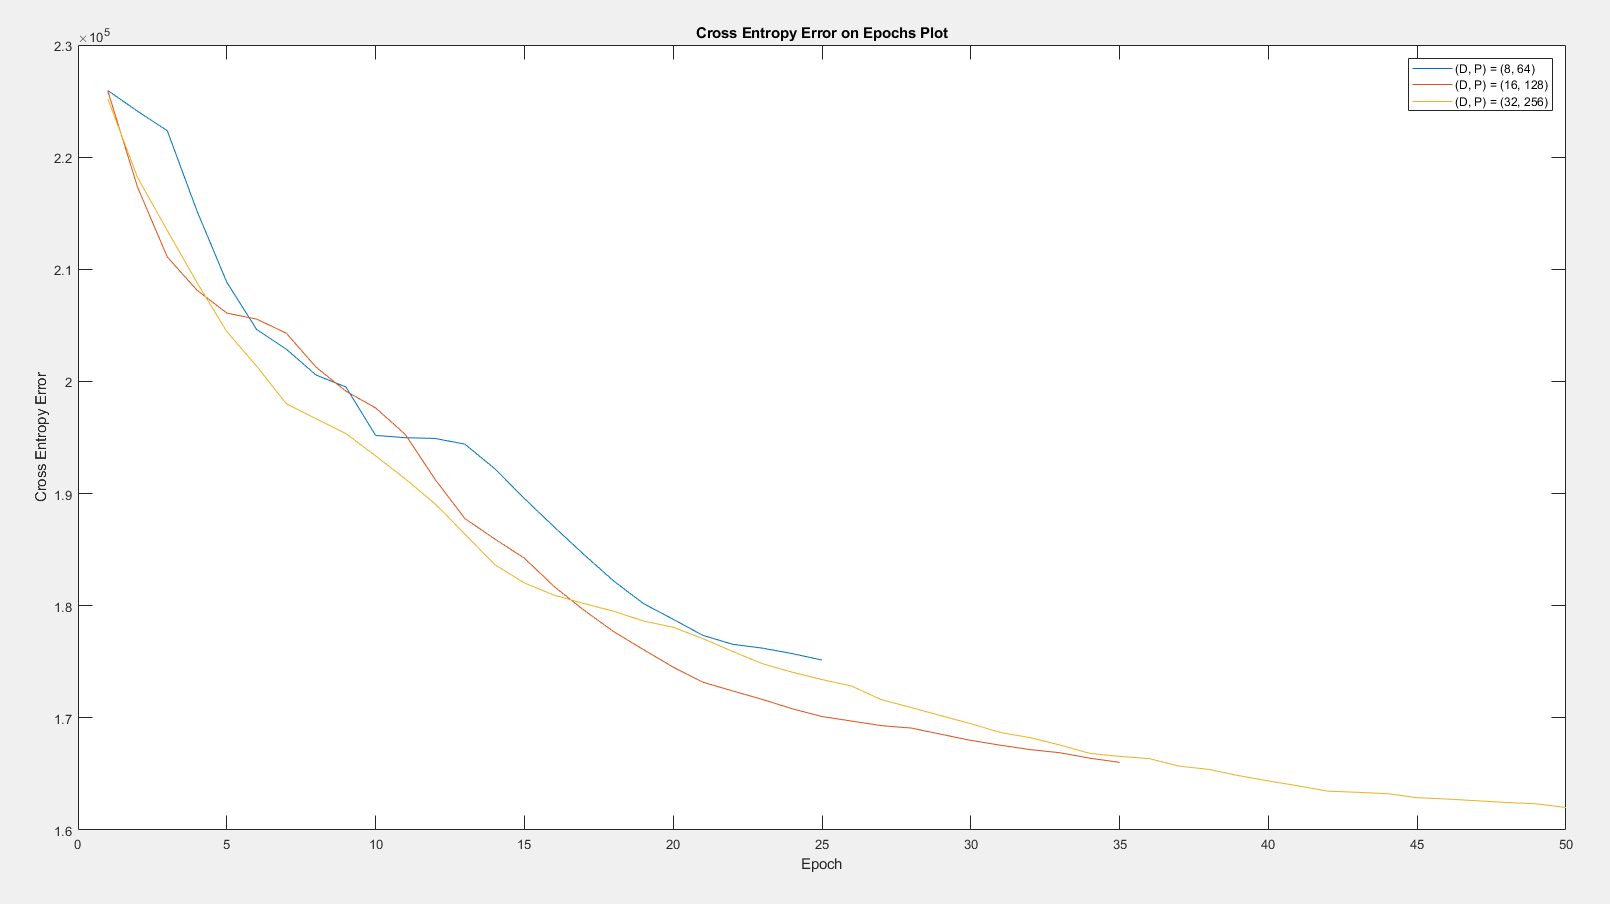 Cross Entropy Error on Epochs Plot
×10⁵
2.3
2.2
2.1
2
1.9
1.8
1.7
1.6
Cross Entropy Error
(D, P) = (8, 64)
(D, P) = (16, 128)
(D, P) = (32, 256)
0 5 10 15 20 25 30 35 40 45 50
Epoch